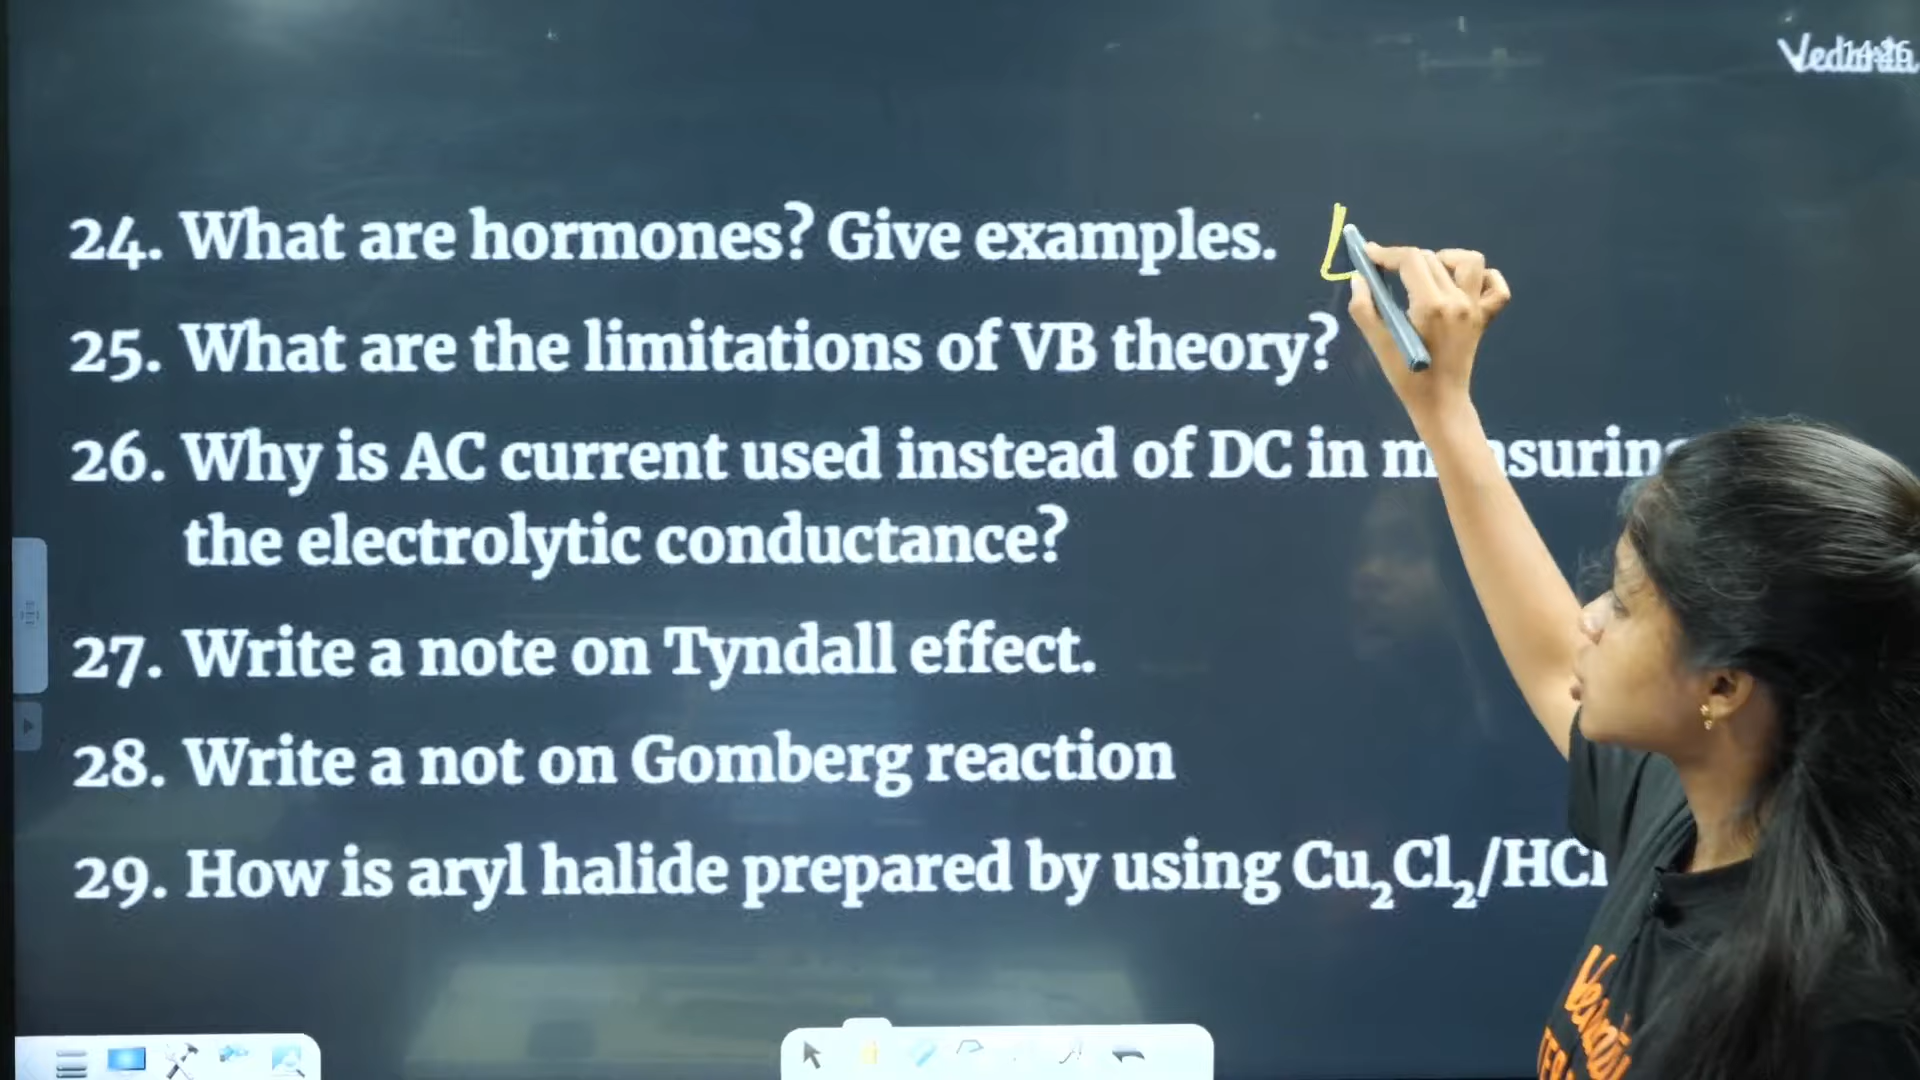 24. What are hormones? Give examples.
25. What are the limitations of VB theory?
26. Why is AC current used instead of DC in
the electrolytic conductance?
27. Write a note on Tyndall effect.
28. Write a not on Gomberg reaction
29. How is aryl halide prepared by using Cu₂Cl₂/HCl